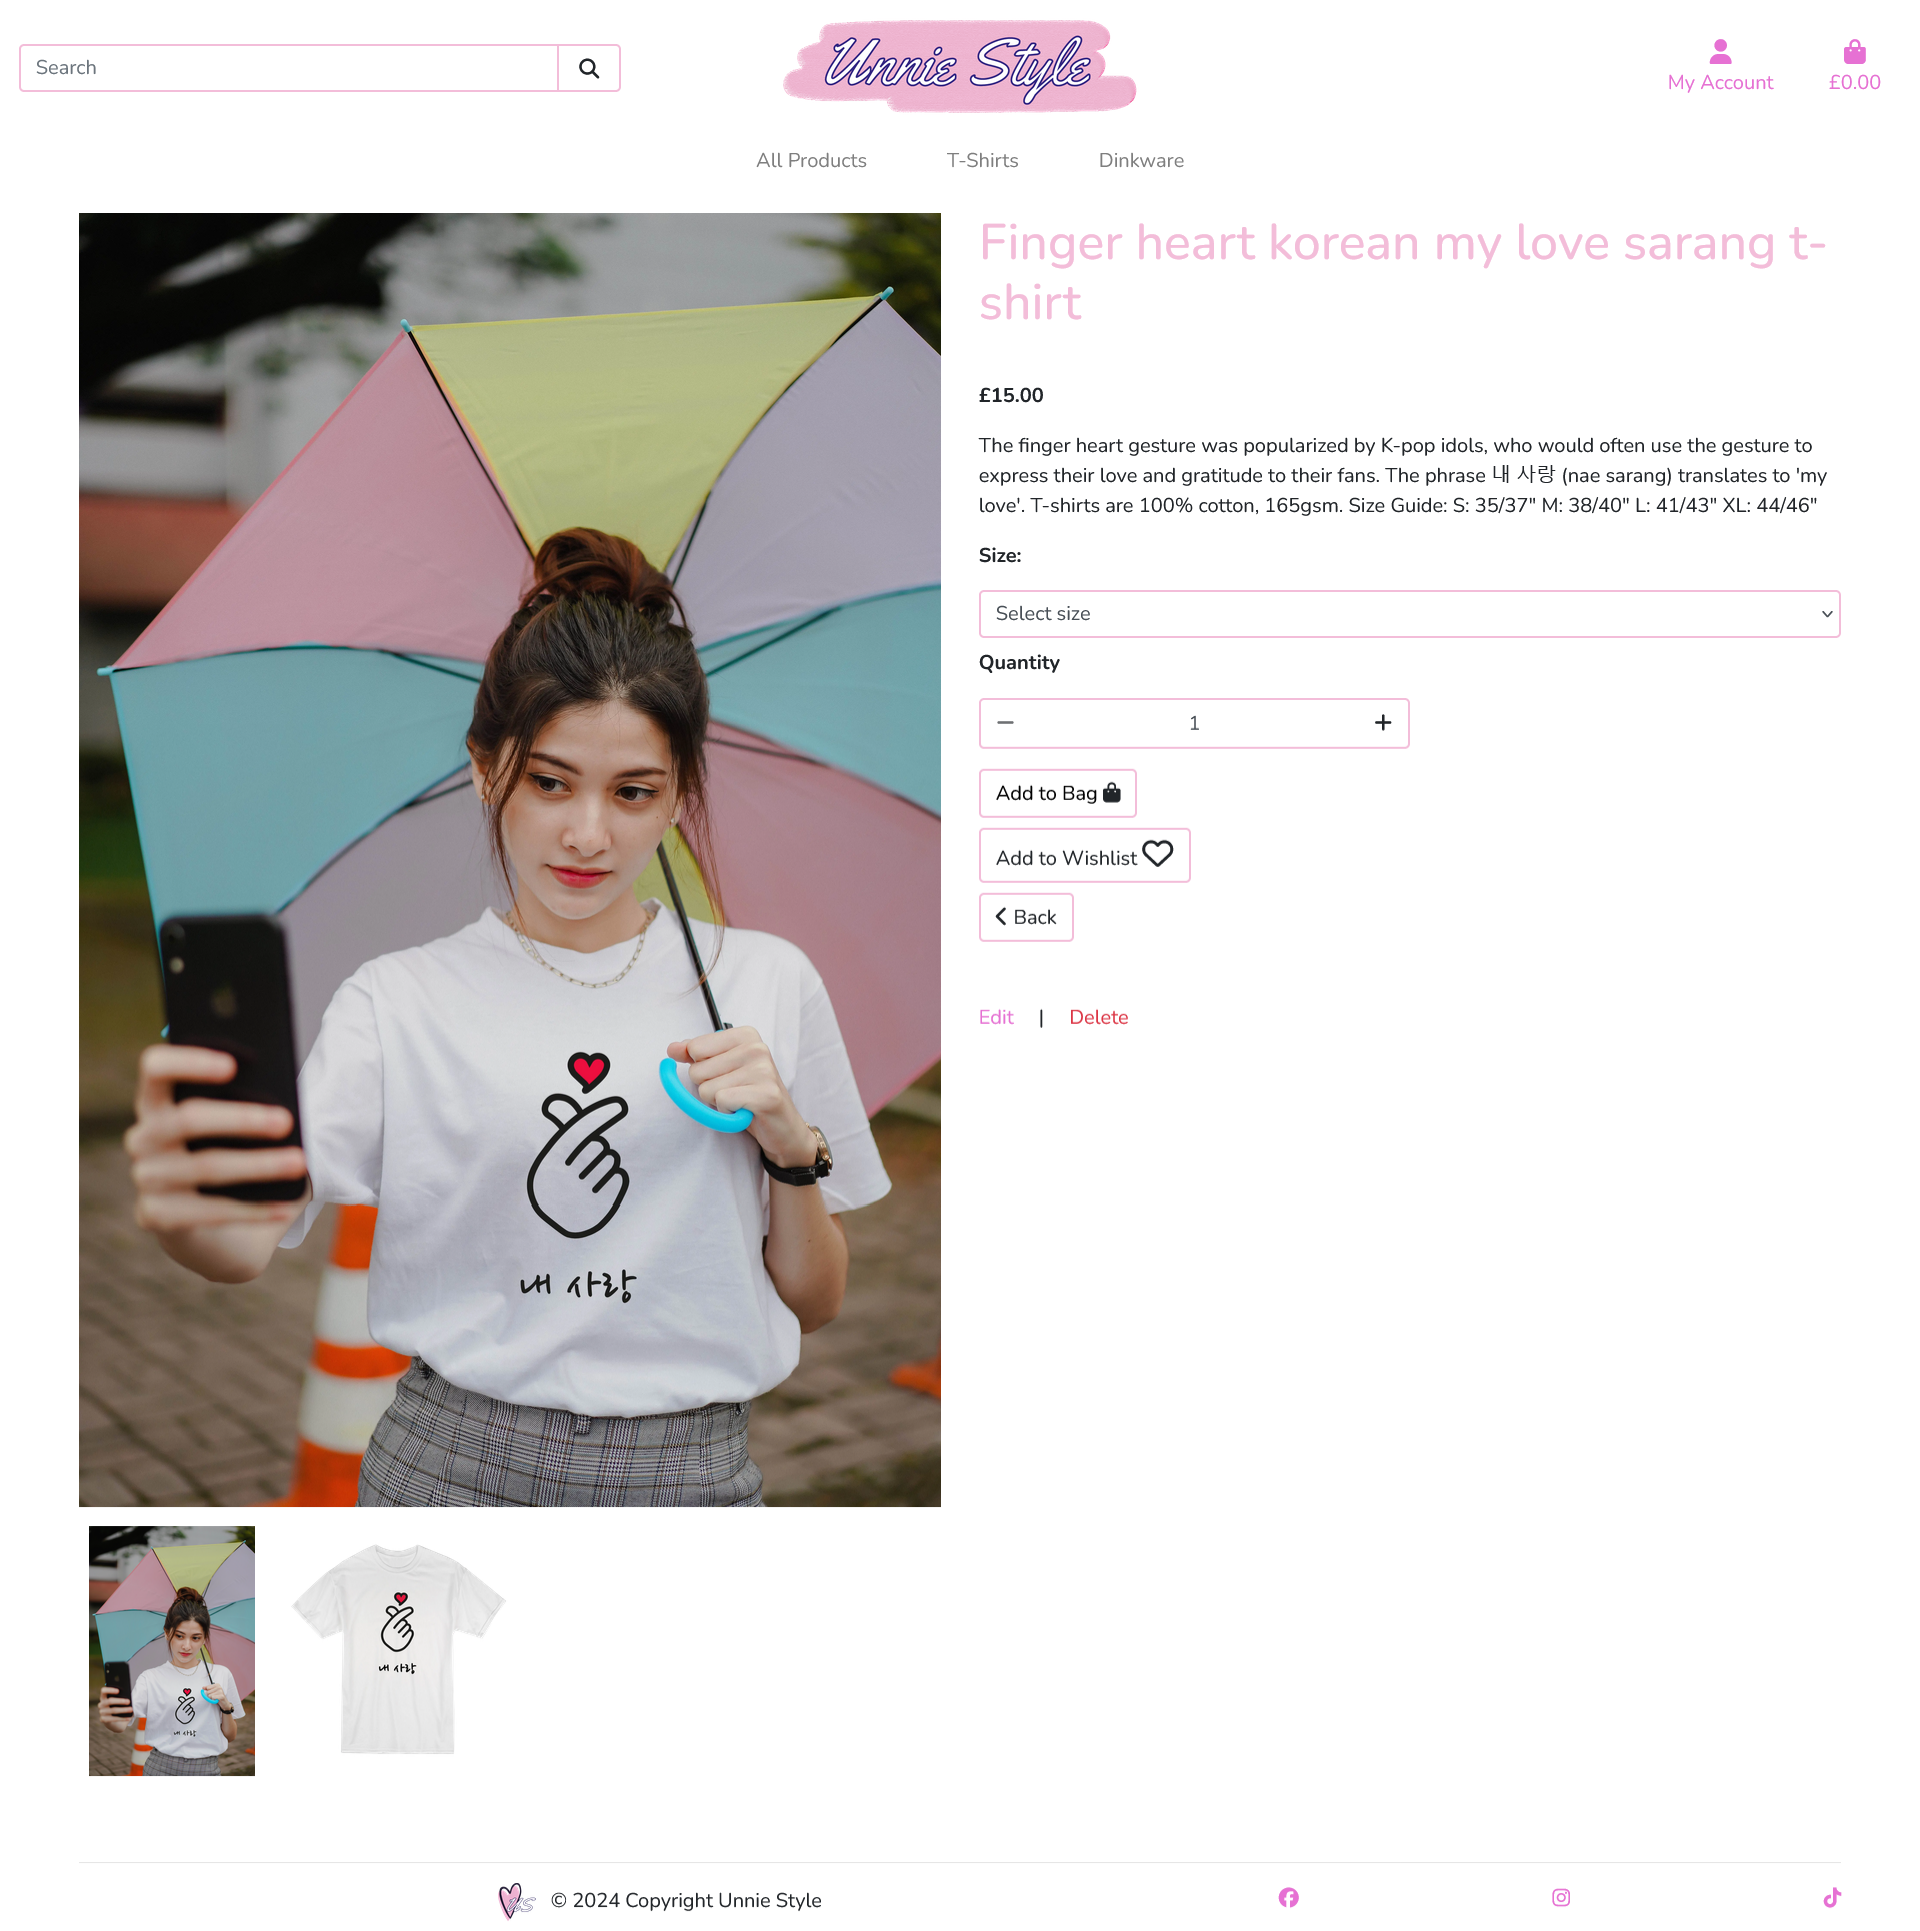 Search
Unnie Style
My Account
£0.00
All Products
T-Shirts
Dinkware
Finger heart korean my love sarang t-
shirt
£15.00
The finger heart gesture was popularized by K-pop idols, who would often use the gesture to
express their love and gratitude to their fans. The phrase 내 사랑 (nae sarang) translates to 'my
love'. T-shirts are 100% cotton, 165gsm. Size Guide: S: 35/37" M: 38/40" L: 41/43" XL: 44/46"
Size:
Select size
Quantity
1
Add to Bag
Add to Wishlist
Back
Edit | Delete
내 사랑
내 사랑
내 사랑
us
© 2024 Copyright Unnie Style